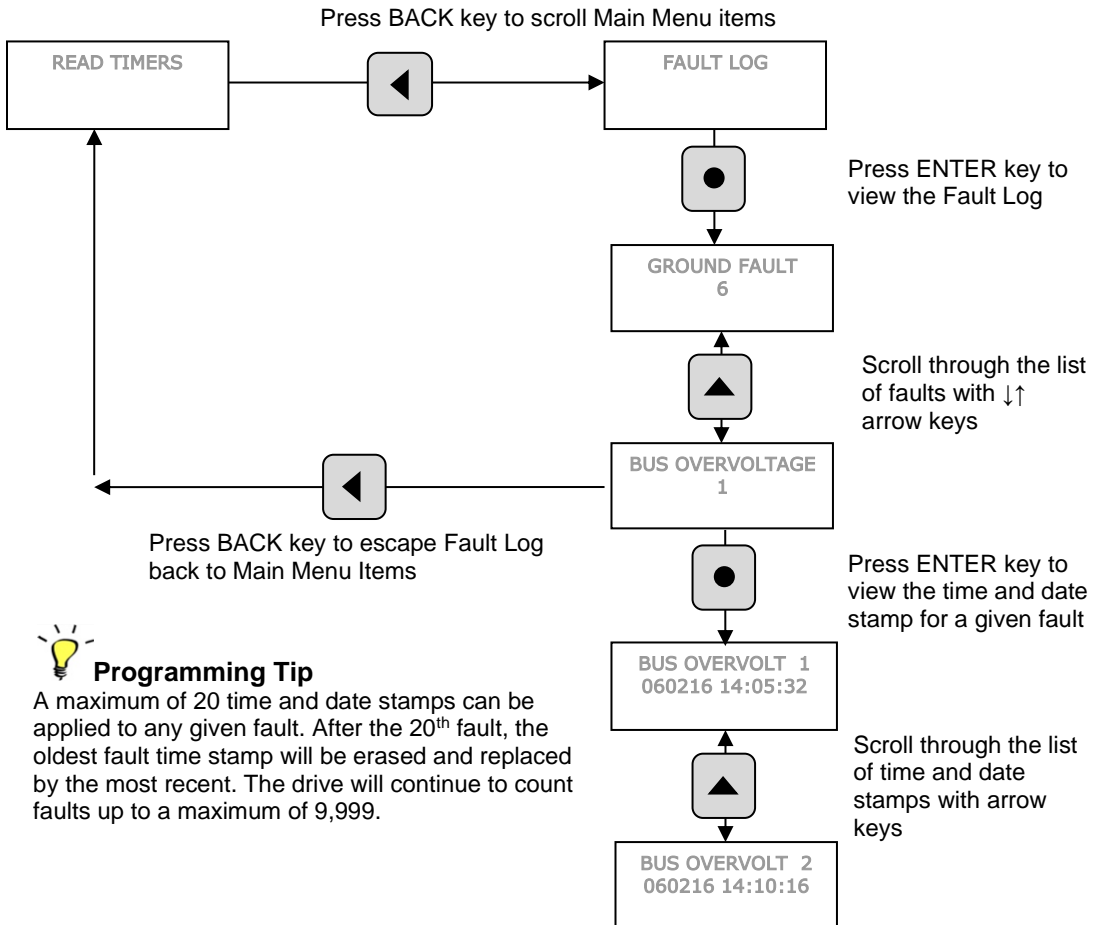 Press BACK key to scroll Main Menu items
READ TIMERS
FAULT LOG
Press ENTER key to
view the Fault Log
GROUND FAULT
6
Scroll through the list
of faults with ↓↑
arrow keys
BUS OVERVOLTAGE
1
Press BACK key to escape Fault Log
back to Main Menu Items
Press ENTER key to
view the time and date
stamp for a given fault
BUS OVERVOLT 1
060216 14:05:32
Programming Tip
A maximum of 20 time and date stamps can be
applied to any given fault. After the 20th fault, the
oldest fault time stamp will be erased and replaced
by the most recent. The drive will continue to count
faults up to a maximum of 9,999.
Scroll through the list
of time and date
stamps with arrow
keys
BUS OVERVOLT 2
060216 14:10:16